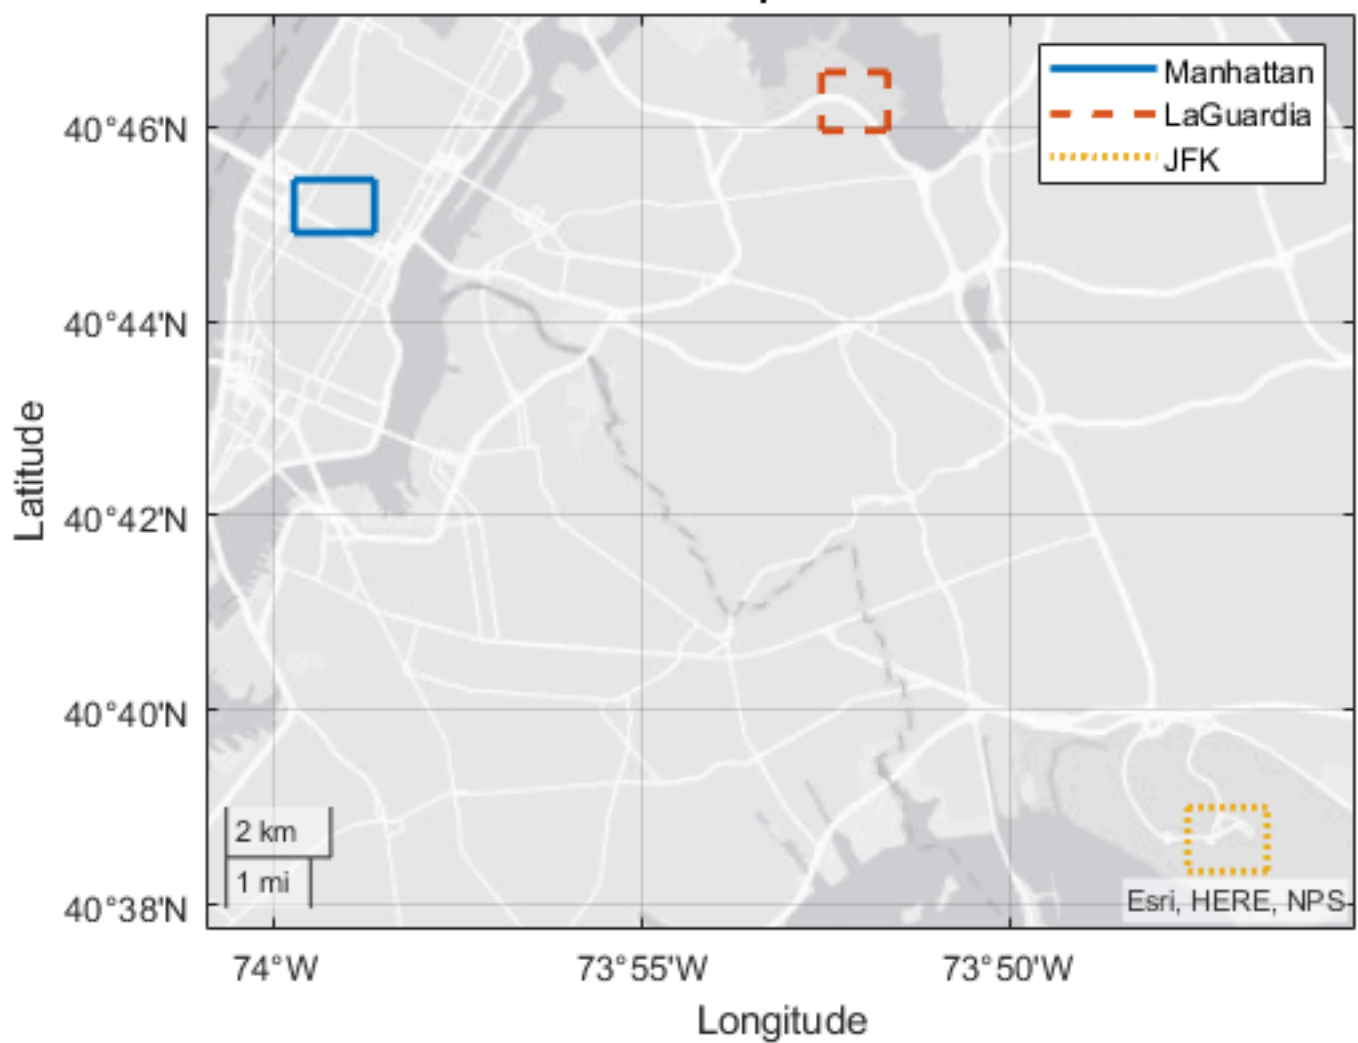 Manhattan
LaGuardia
JFK
40°46'N
40°44'N
40°42'N
40°40'N
40°38'N
Latitude
2 km
1 mi
Esri, HERE, NPS
74°W
73°55'W
73°50'W
Longitude